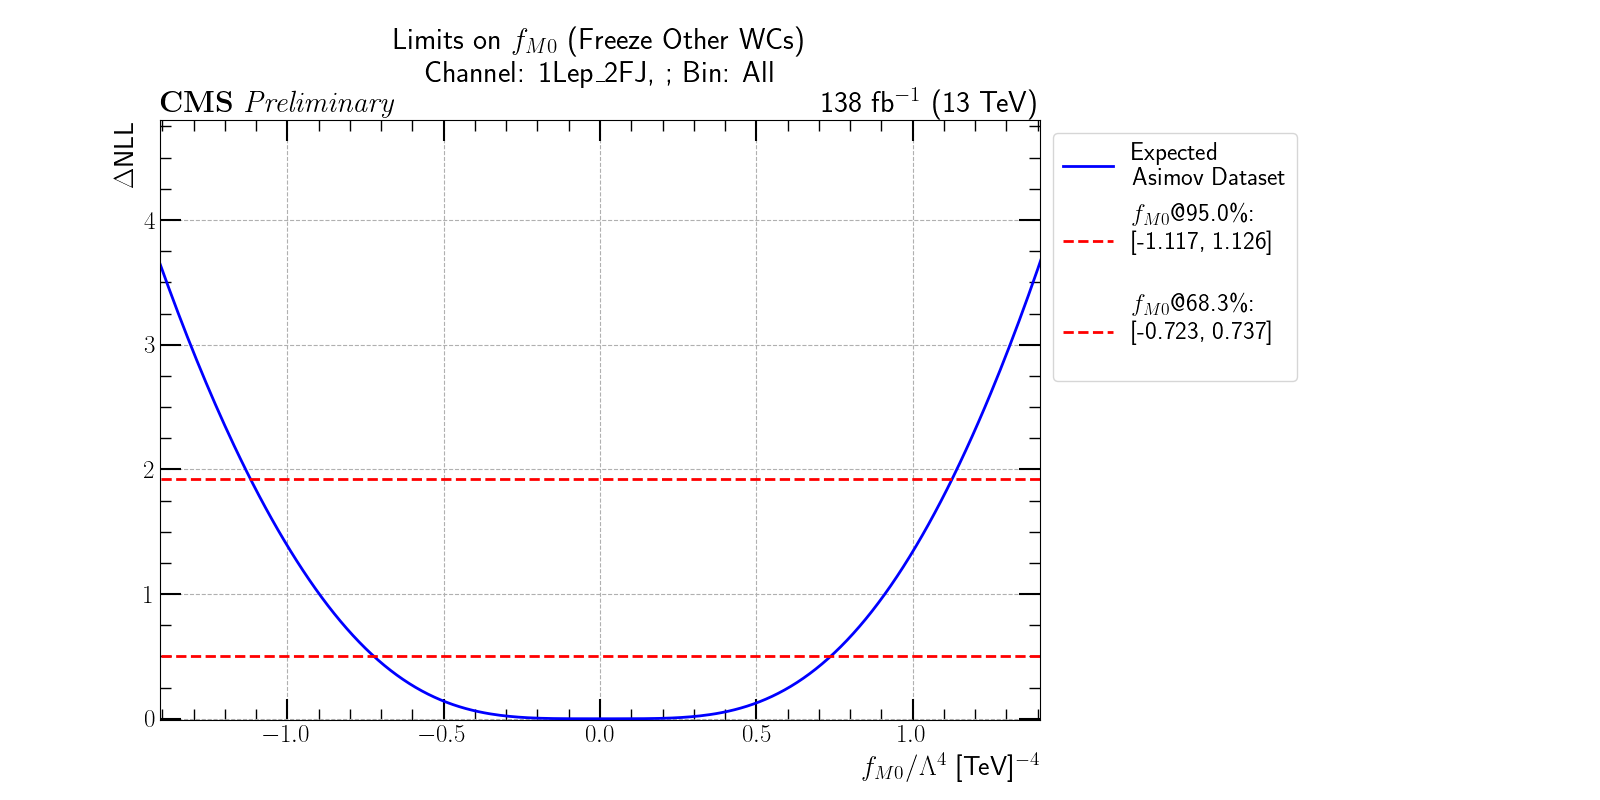 Limits on f_{M0} (Freeze Other WCs)
Channel: 1Lep_2FJ, ; Bin: All
CMS Preliminary
138 fb^{−1} (13 TeV)
ΔNLL
4
3
2
1
0
−1.0 −0.5 0.0 0.5 1.0
f_{M0}/Λ^{4} [TeV]^{−4}
Expected
Asimov Dataset
f_{M0}@95.0%:
[-1.117, 1.126]
f_{M0}@68.3%:
[-0.723, 0.737]